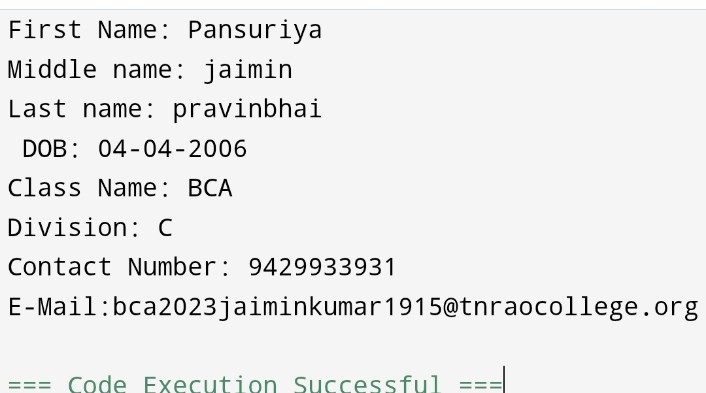 First Name: Pansuriya
Middle name: jaimin
Last name: pravinbhai
 DOB: 04-04-2006
Class Name: BCA
Division: C
Contact Number: 9429933931
E-Mail:bca2023jaiminkumar1915@tnraocollege.org
=== Code Execution Successful ===